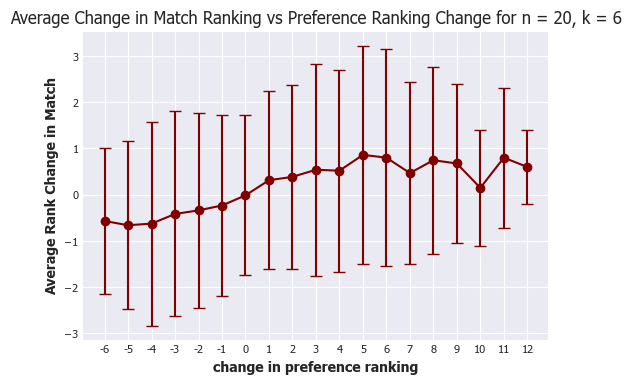 Average Change in Match Ranking vs Preference Ranking Change for n = 20, k = 6
Average Rank Change in Match
3
2
1
0
−1
−2
−3
-6 -5 -4 -3 -2 -1 0 1 2 3 4 5 6 7 8 9 10 11 12
change in preference ranking